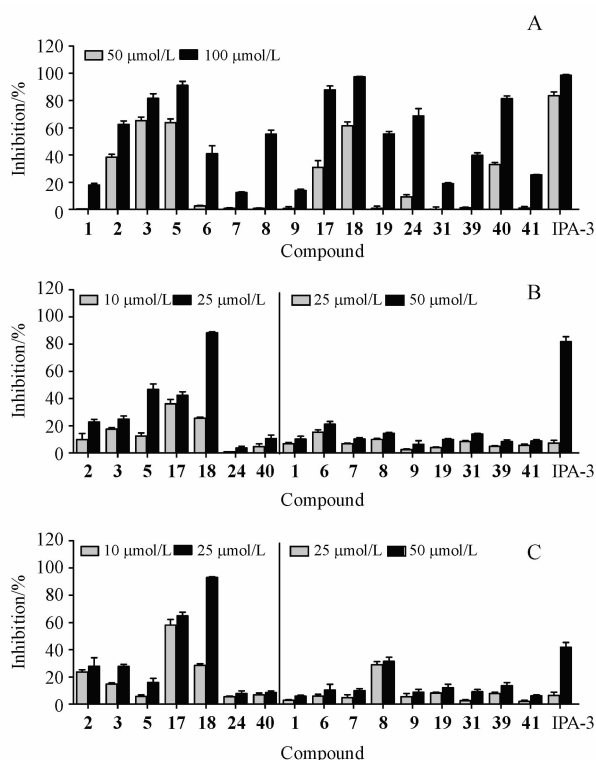 A
50 μmol/L 100 μmol/L
120
100
80
60
40
20
0
Inhibition/%
1 2 3 5 6 7 8 9 17 18 19 24 31 39 40 41 IPA-3
Compound
B
10 μmol/L 25 μmol/L 25 μmol/L 50 μmol/L
120
100
80
60
40
20
0
Inhibition/%
2 3 5 17 18 24 40 1 6 7 8 9 19 31 39 41 IPA-3
Compound Compound
C
10 μmol/L 25 μmol/L 25 μmol/L 50 μmol/L
120
100
80
60
40
20
0
Inhibition/%
2 3 5 17 18 24 40 1 6 7 8 9 19 31 39 41 IPA-3
Compound Compound